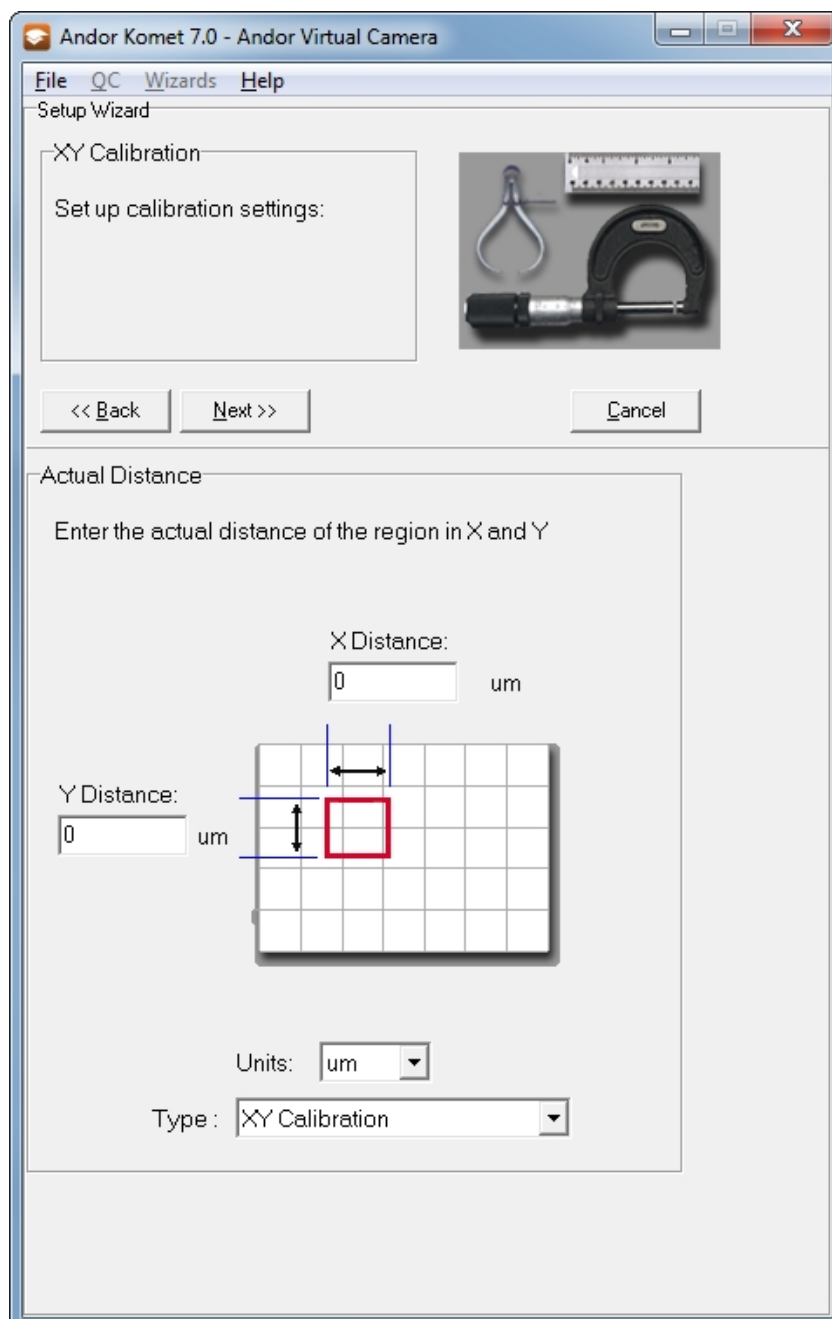 Andor Komet 7.0 - Andor Virtual Camera
File QC Wizards Help
Setup Wizard
XY Calibration
Set up calibration settings:
<< Back Next >> Cancel
Actual Distance
Enter the actual distance of the region in X and Y
X Distance:
0 um
Y Distance:
0 um
Units: um
Type : XY Calibration